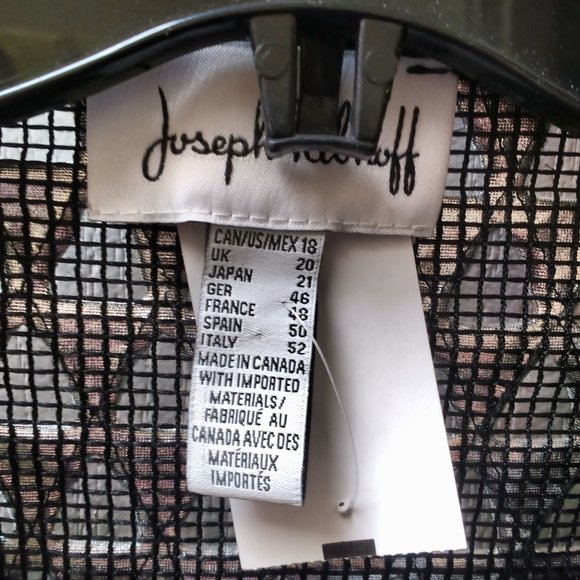 Joseph Ribkoff
CAN/US/MEX 18
UK 20
JAPAN 21
GER 46
FRANCE 48
SPAIN 50
ITALY 52
MADE IN CANADA
WITH IMPORTED
MATERIALS/
FABRIQUÉ AU
CANADA AVEC DES
MATÉRIAUX
IMPORTÉS